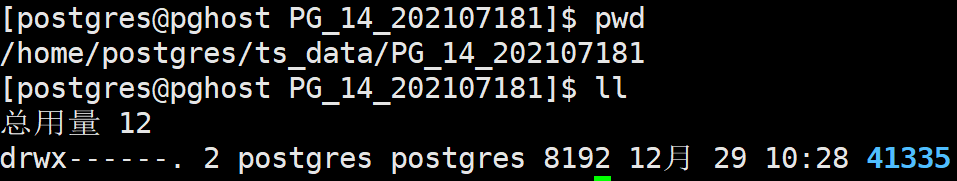 [postgres@pghost PG_14_202107181]$ pwd
/home/postgres/ts_data/PG_14_202107181
[postgres@pghost PG_14_202107181]$ ll
总用量 12
drwx------. 2 postgres postgres 8192 12月 29 10:28 41335